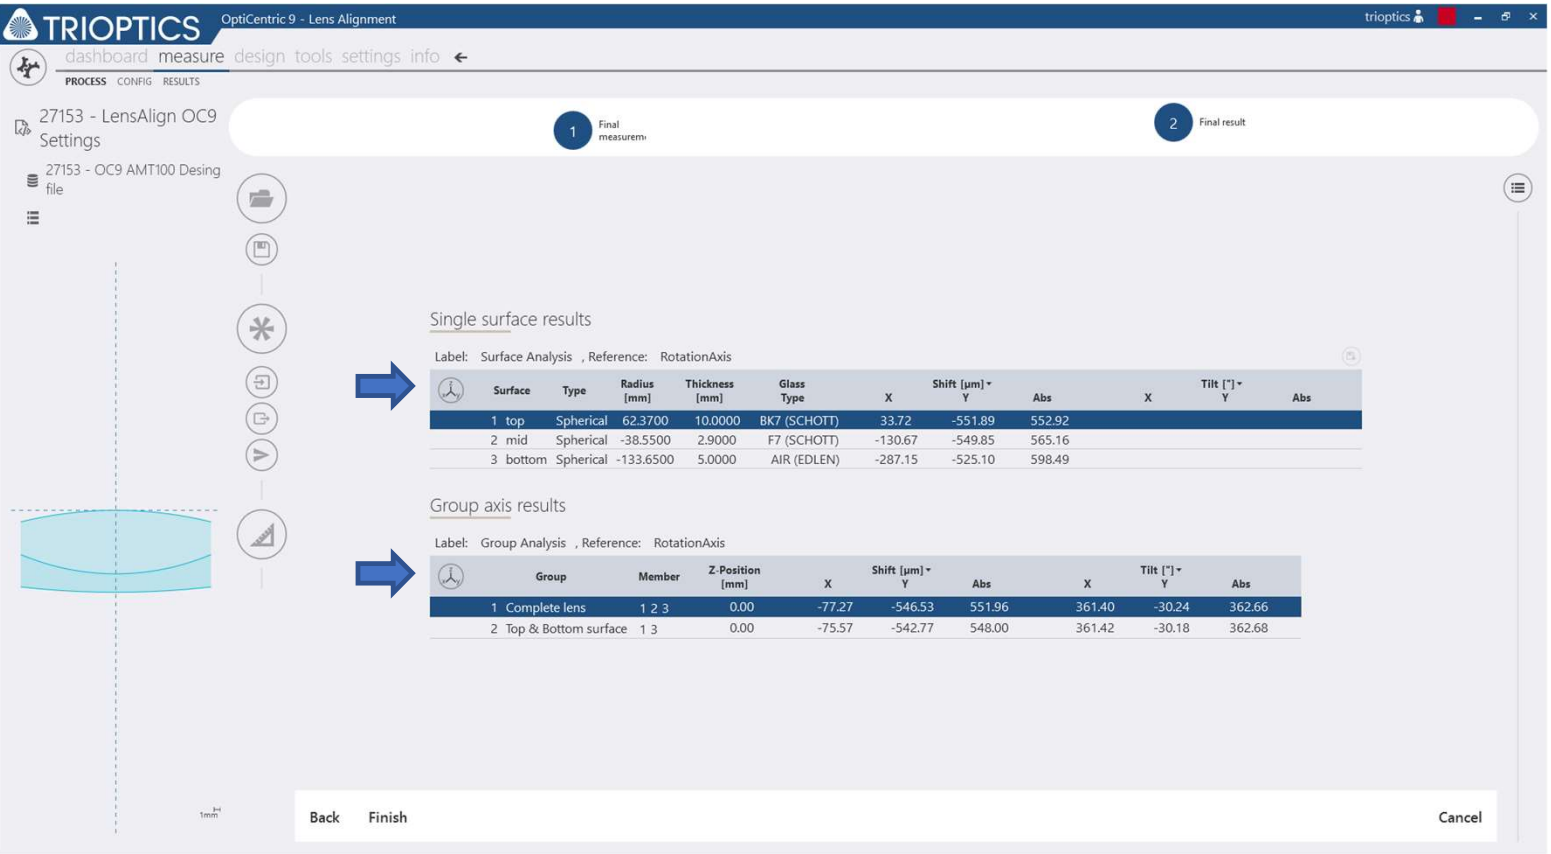 TRIOPTICS
OptiCentric 9 - Lens Alignment
trioptics
dashboard measure design tools settings info
PROCESS CONFIG RESULTS
27153 - LensAlign OC9
Settings
27153 - OC9 AMT100 Desing
file
1 Final
measurem
2 Final result
Single surface results
Label: Surface Analysis , Reference: RotationAxis
Surface Type Radius [mm] Thickness [mm] Glass Type Shift [µm] X Y Abs Tilt ["] X Y Abs
1 top Spherical 62.3700 10.0000 BK7 (SCHOTT) 33.72 -551.89 552.92
2 mid Spherical -38.5500 2.9000 F7 (SCHOTT) -130.67 -549.85 565.16
3 bottom Spherical -133.6500 5.0000 AIR (EDLEN) -287.15 -525.10 598.49
Group axis results
Label: Group Analysis , Reference: RotationAxis
Group Member Z-Position [mm] Shift [µm] X Y Abs Tilt ["] X Y Abs
1 Complete lens 1 2 3 0.00 -77.27 -546.53 551.96 361.40 -30.24 362.66
2 Top & Bottom surface 1 3 0.00 -75.57 -542.77 548.00 361.42 -30.18 362.68
1mm
Back Finish Cancel